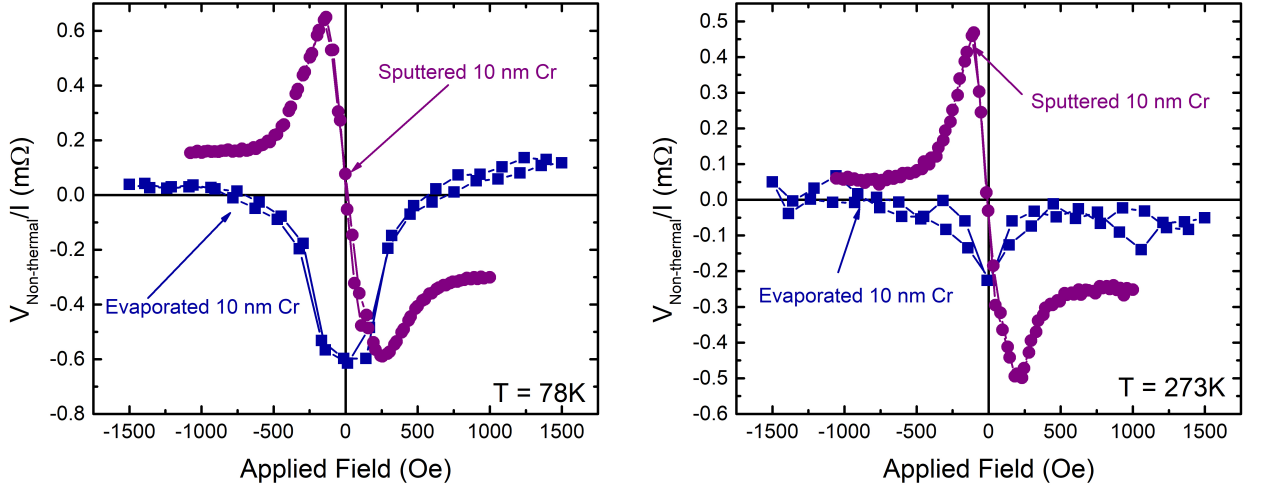 0.6
0.4
0.2
0.0
-0.2
-0.4
-0.6
-0.8
V Non-thermal/I (mΩ)
Sputtered 10 nm Cr
Evaporated 10 nm Cr
T = 78K
-1500 -1000 -500 0 500 1000 1500
Applied Field (Oe)
0.5
0.4
0.3
0.2
0.1
0.0
-0.1
-0.2
-0.3
-0.4
-0.5
-0.6
V Non-thermal/I (mΩ)
Sputtered 10 nm Cr
Evaporated 10 nm Cr
T = 273K
-1500 -1000 -500 0 500 1000 1500
Applied Field (Oe)